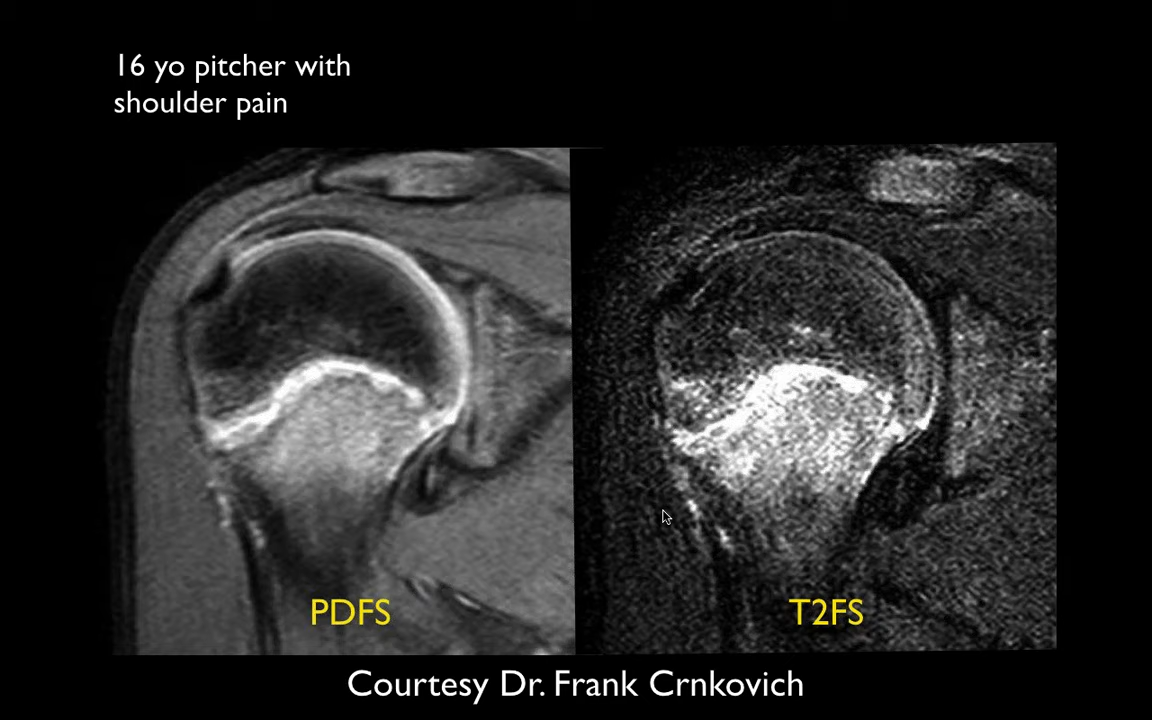 16 yo pitcher with
shoulder pain
PDFS
T2FS
Courtesy Dr. Frank Crnkovich